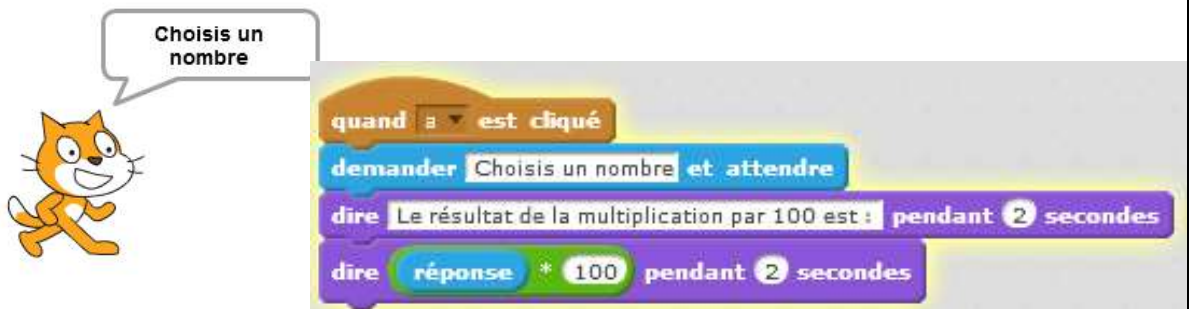 Choisis un
nombre
quand a est cliqué
demander Choisis un nombre et attendre
dire Le résultat de la multiplication par 100 est : pendant 2 secondes
dire réponse * 100 pendant 2 secondes